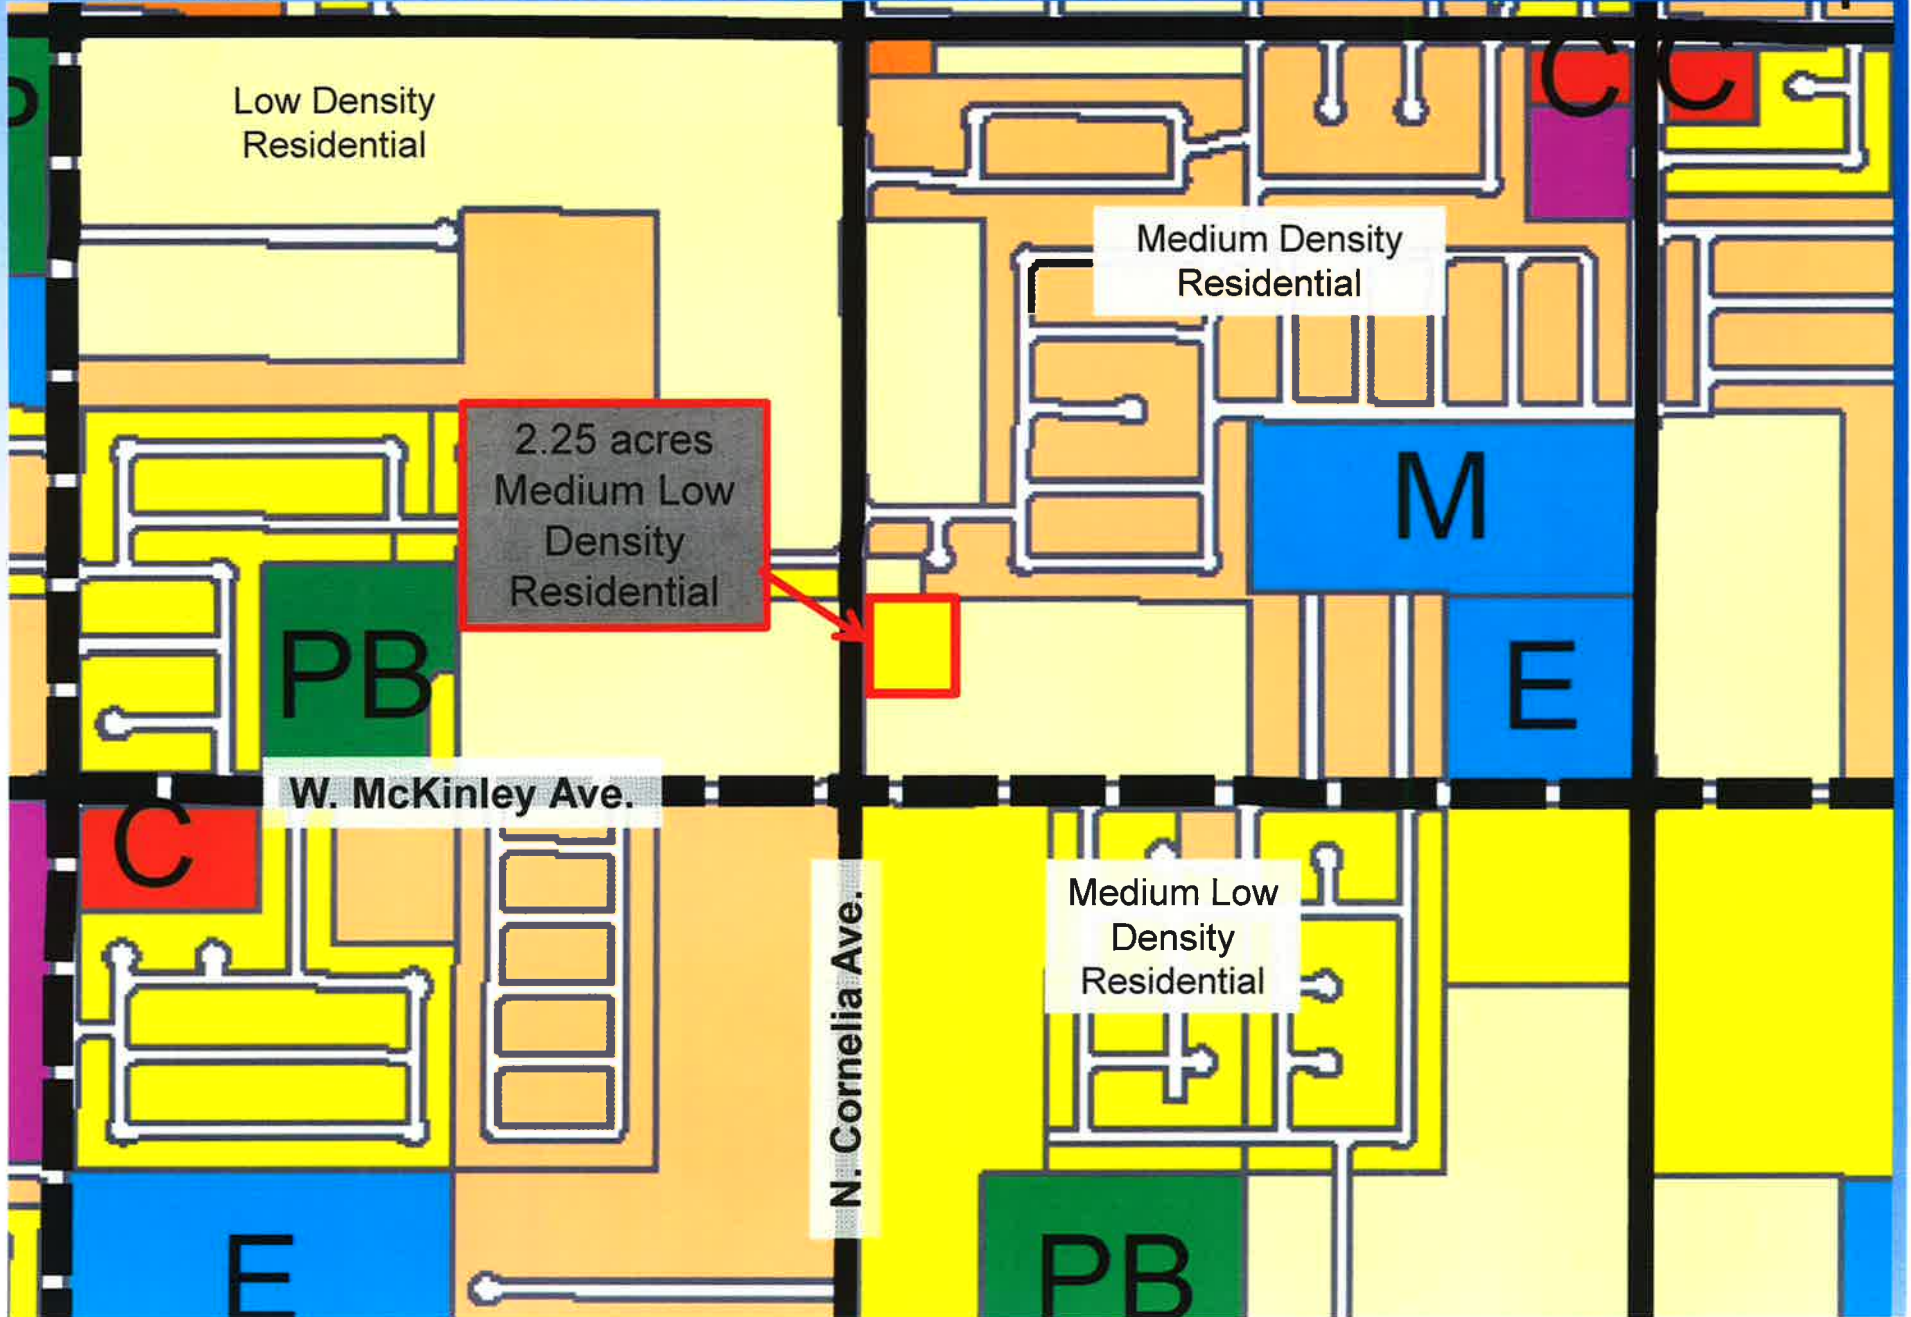 P
Low Density
Residential
C
C
Medium Density
Residential
2.25 acres
Medium Low
Density
Residential
M
PB
E
W. McKinley Ave.
C
N. Cornelia Ave.
Medium Low
Density
Residential
E
PB